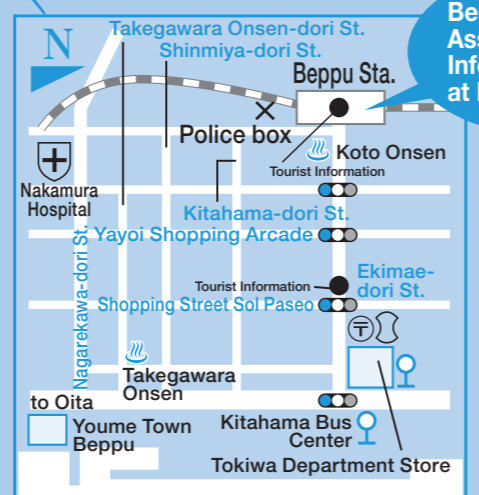 Takegawara Onsen-dori St.
Shinmiya-dori St.
N
Beppu Sta.
Police box
Koto Onsen
Tourist Information
Nakamura
Hospital
Kitahama-dori St.
Yayoi Shopping Arcade
Nagarekawa-dori St.
Tourist Information
Ekimae-
dori St.
Shopping Street Sol Paseo
〒
Takegawara
Onsen
to Oita
Youme Town
Beppu
Kitahama Bus
Center
Tokiwa Department Store